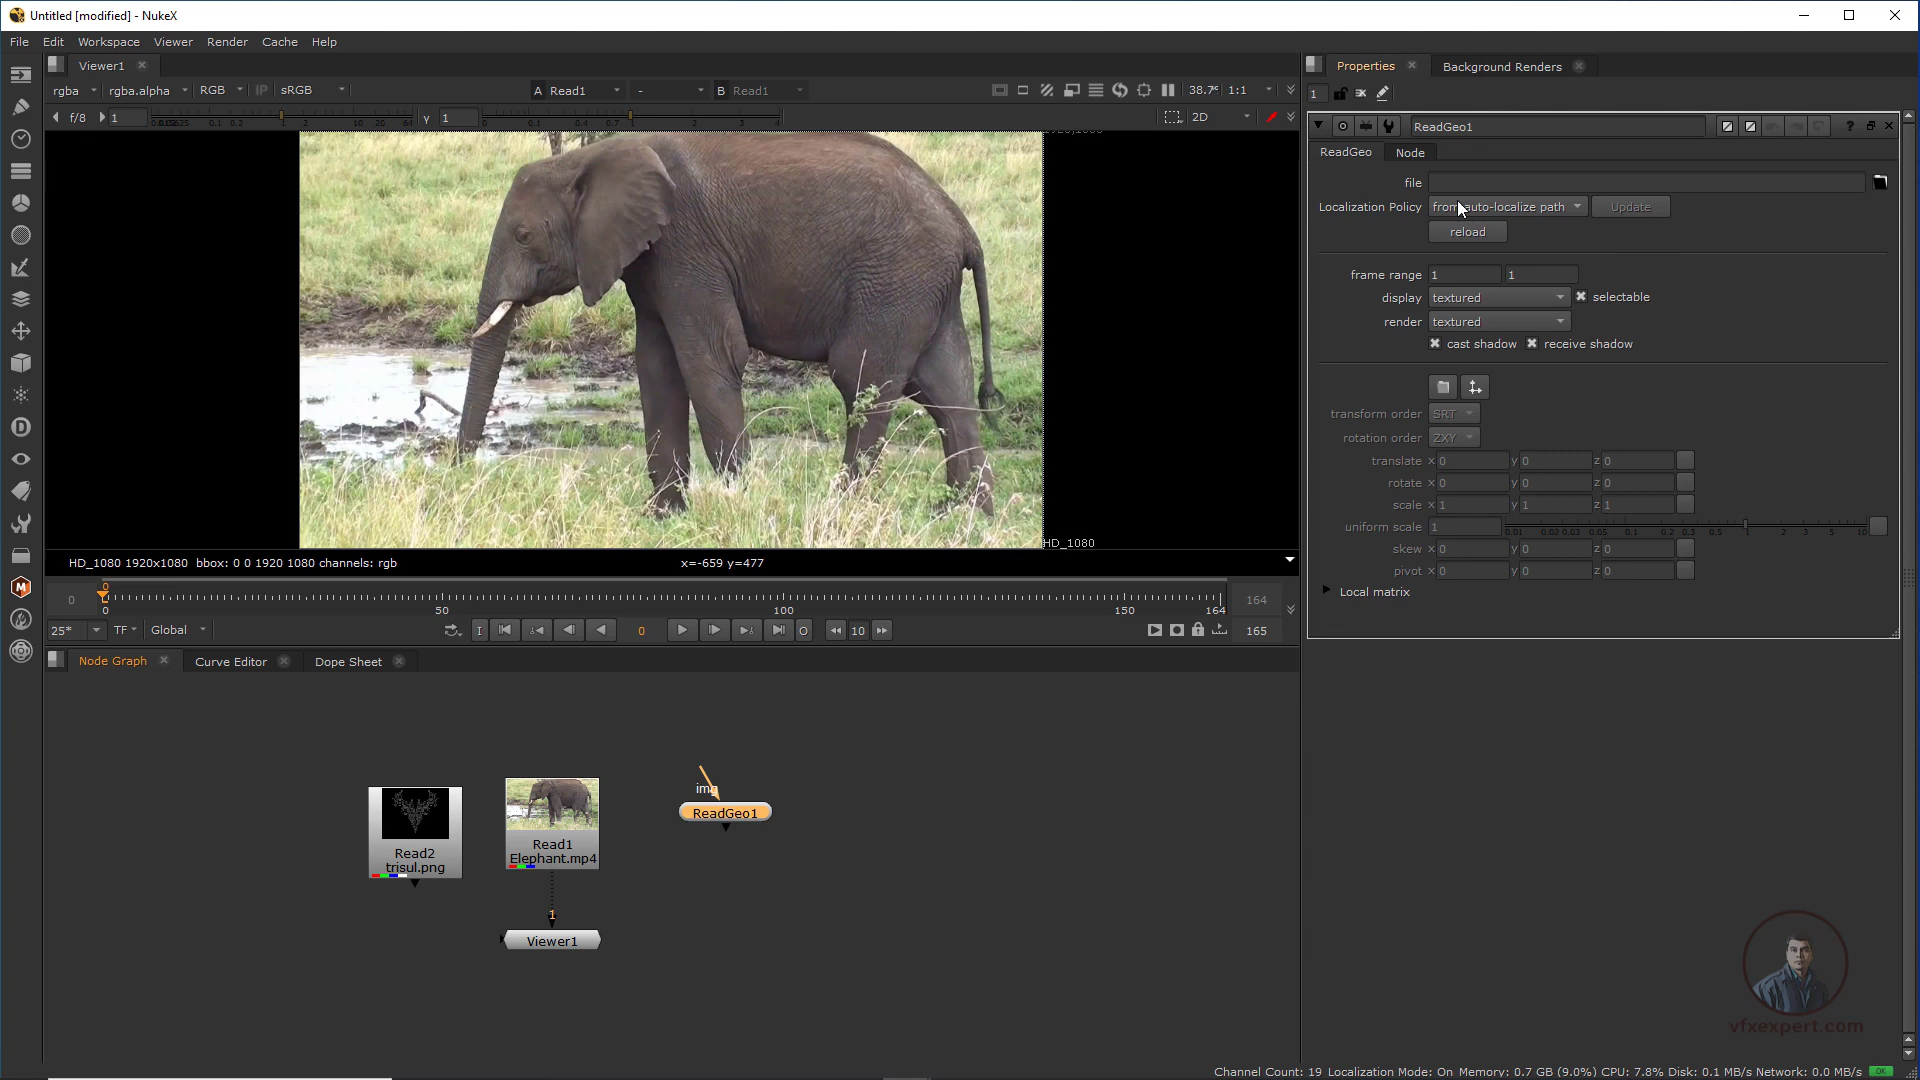 Untitled [modified] - NukeX
File Edit Workspace Viewer Render Cache Help
Viewer1
rgba rgba.alpha RGB IP sRGB A Read1 - B Read1 38.7% 1:1
f/8 1 Y 1 2D
HD_1080
HD_1080 1920x1080 bbox: 0 0 1920 1080 channels: rgb x=-659 y=477
0 0 0 50 100 150 164 164
25* TF Global I 0 O 10 165
Node Graph Curve Editor Dope Sheet
img
ReadGeo1
Read2
trisul.png
Read1
Elephant.mp4
1
Viewer1
Properties Background Renders
1
ReadGeo1
ReadGeo Node
file
Localization Policy from auto-localize path Update
reload
frame range 1 1
display textured selectable
render textured
cast shadow receive shadow
transform order SRT
rotation order ZXY
translate x 0 y 0 z 0
rotate x 0 y 0 z 0
scale x 1 y 1 z 1
uniform scale 1
skew x 0 y 0 z 0
pivot x 0 y 0 z 0
Local matrix
vfxexpert.com
Channel Count: 19 Localization Mode: On Memory: 0.7 GB (9.0%) CPU: 7.8% Disk: 0.1 MB/s Network: 0.0 MB/s OK